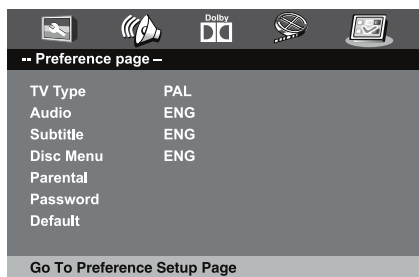 Dolby
-- Preference page –
TV Type PAL
Audio ENG
Subtitle ENG
Disc Menu ENG
Parental
Password
Default
Go To Preference Setup Page